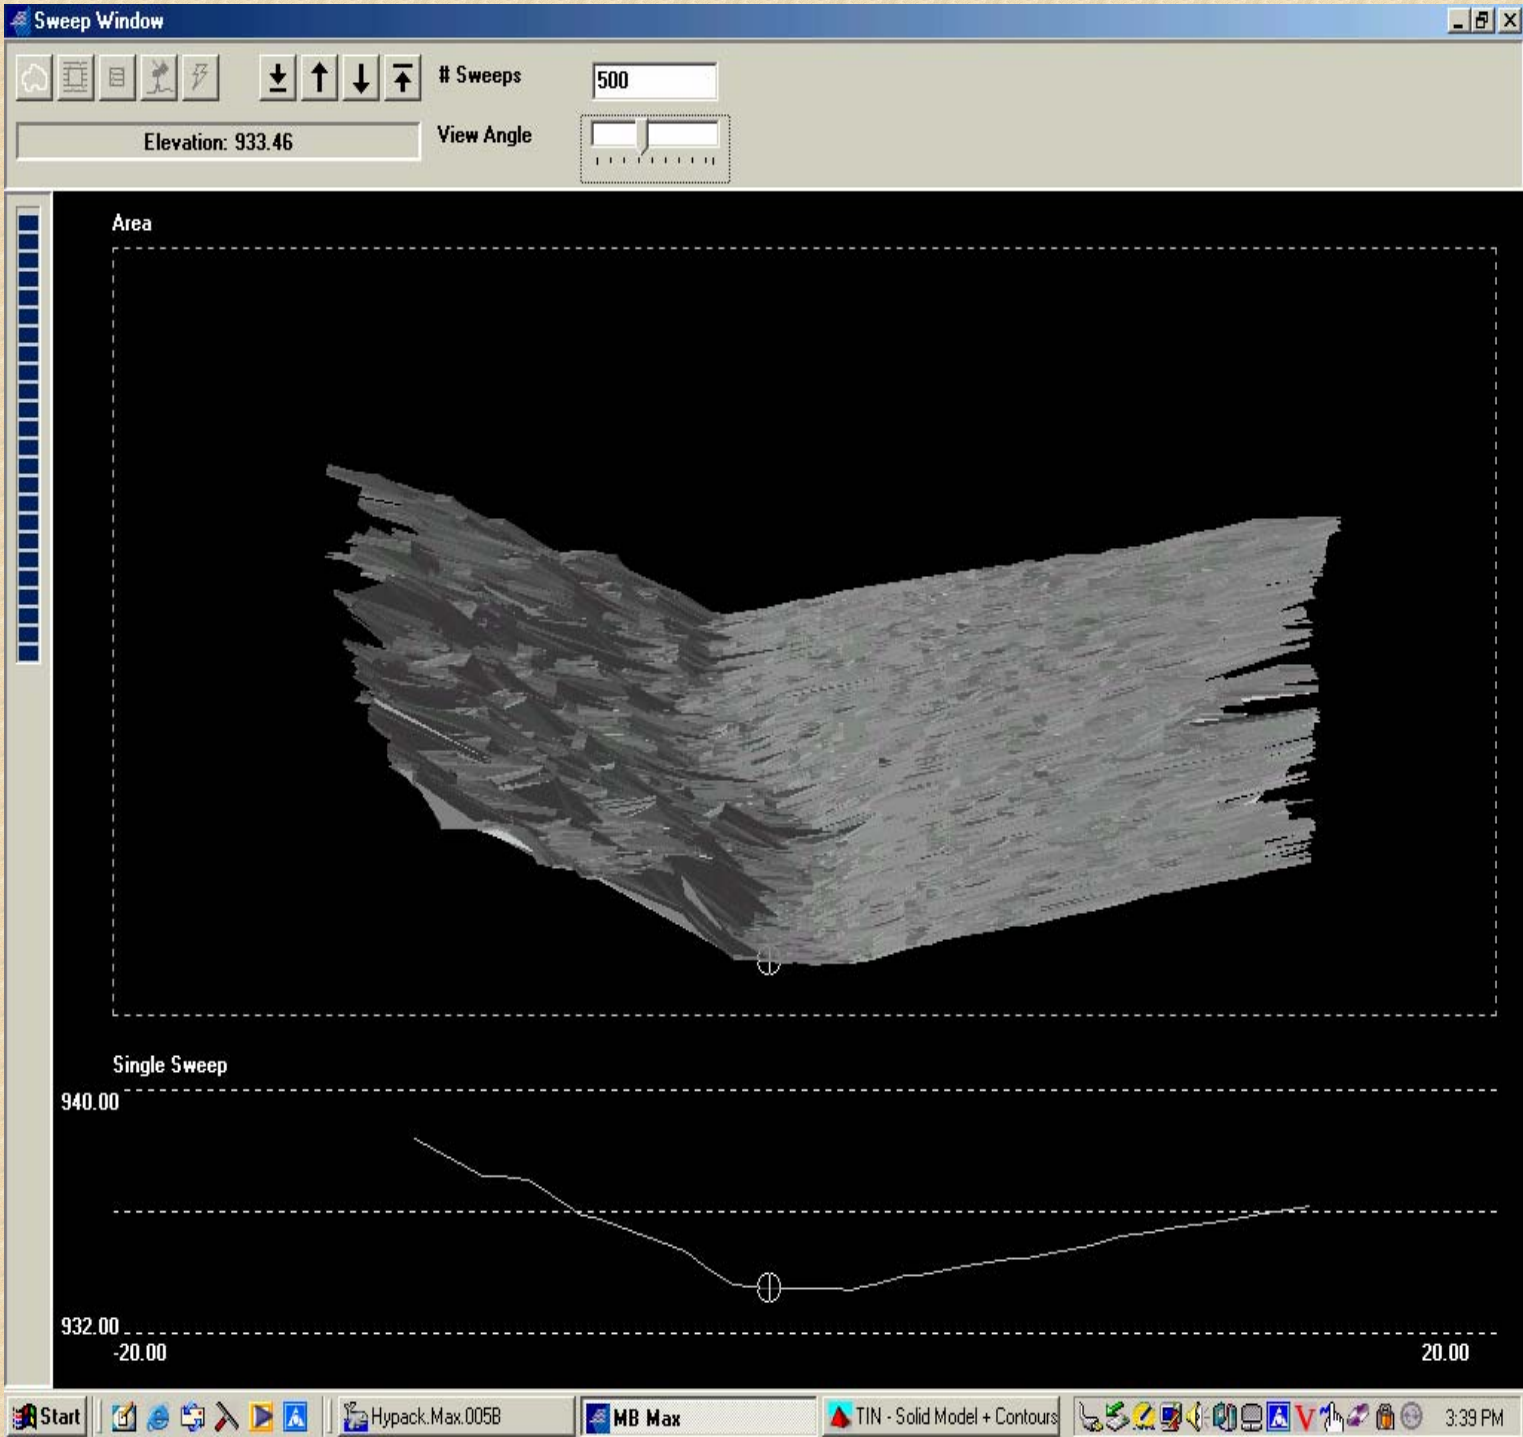 Sweep Window
# Sweeps
500
Elevation: 933.46
View Angle
Area
Single Sweep
940.00
932.00
-20.00
20.00
Start
Hypack.Max.005B
MB Max
TIN - Solid Model + Contours
3:39 PM